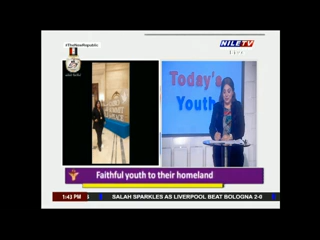 #TheNewRepublic
NILE TV
Live
Today's
Youth
Faithful youth to their homeland
1:43 PM
SALAH SPARKLES AS LIVERPOOL BEAT BOLOGNA 2-0